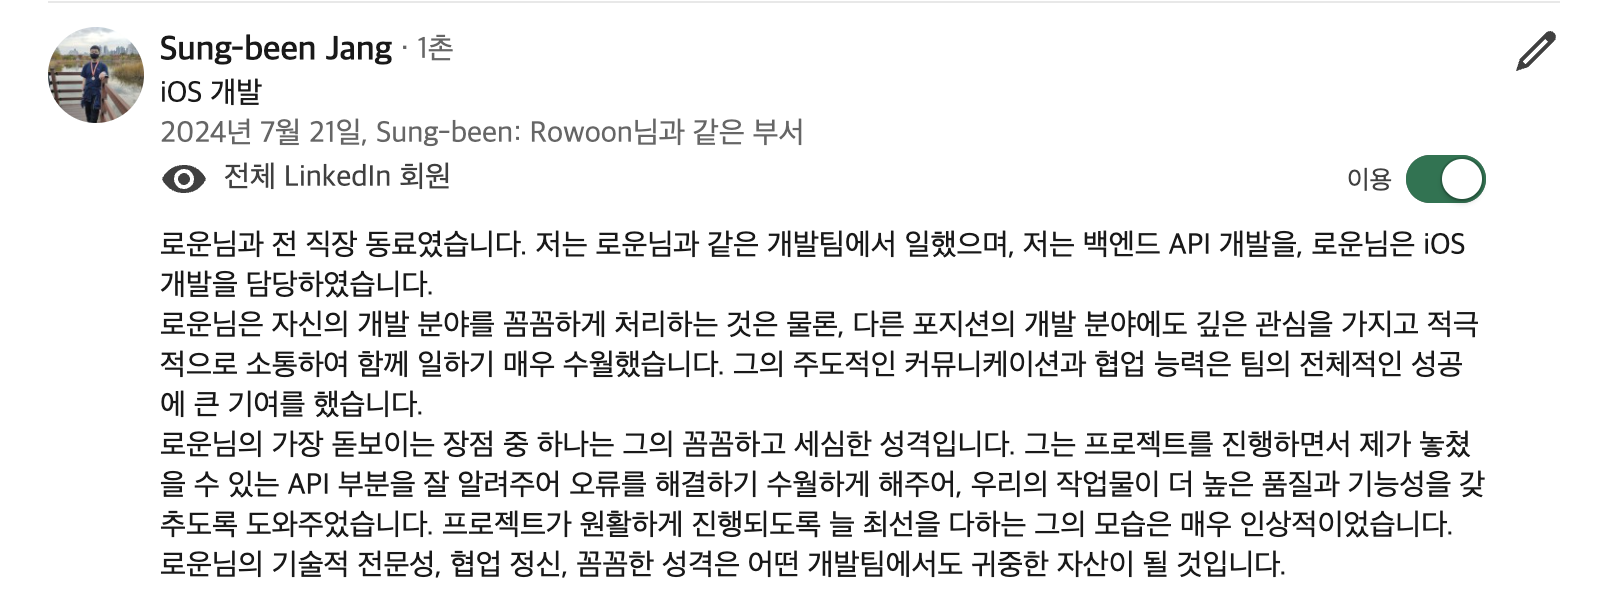 Sung-been Jang · 1촌
iOS 개발
2024년 7월 21일, Sung-been: Rowoon님과 같은 부서
전체 LinkedIn 회원
이용
로운님과 전 직장 동료였습니다. 저는 로운님과 같은 개발팀에서 일했으며, 저는 백엔드 API 개발을, 로운님은 iOS
개발을 담당하였습니다.
로운님은 자신의 개발 분야를 꼼꼼하게 처리하는 것은 물론, 다른 포지션의 개발 분야에도 깊은 관심을 가지고 적극
적으로 소통하여 함께 일하기 매우 수월했습니다. 그의 주도적인 커뮤니케이션과 협업 능력은 팀의 전체적인 성공
에 큰 기여를 했습니다.
로운님의 가장 돋보이는 장점 중 하나는 그의 꼼꼼하고 세심한 성격입니다. 그는 프로젝트를 진행하면서 제가 놓쳤
을 수 있는 API 부분을 잘 알려주어 오류를 해결하기 수월하게 해주어, 우리의 작업물이 더 높은 품질과 기능성을 갖
추도록 도와주었습니다. 프로젝트가 원활하게 진행되도록 늘 최선을 다하는 그의 모습은 매우 인상적이었습니다.
로운님의 기술적 전문성, 협업 정신, 꼼꼼한 성격은 어떤 개발팀에서도 귀중한 자산이 될 것입니다.